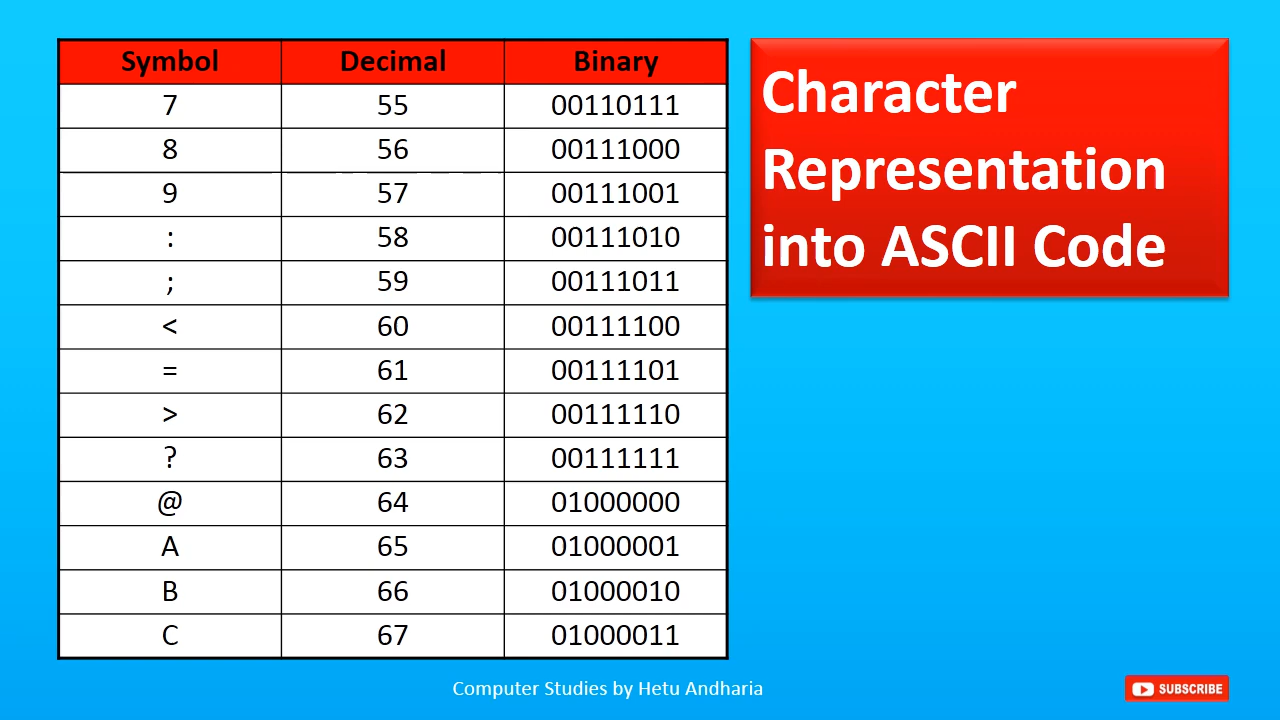 Symbol Decimal Binary
7 55 00110111
8 56 00111000
9 57 00111001
: 58 00111010
; 59 00111011
< 60 00111100
= 61 00111101
> 62 00111110
? 63 00111111
@ 64 01000000
A 65 01000001
B 66 01000010
C 67 01000011
Character
Representation
into ASCII Code
Computer Studies by Hetu Andharia
SUBSCRIBE